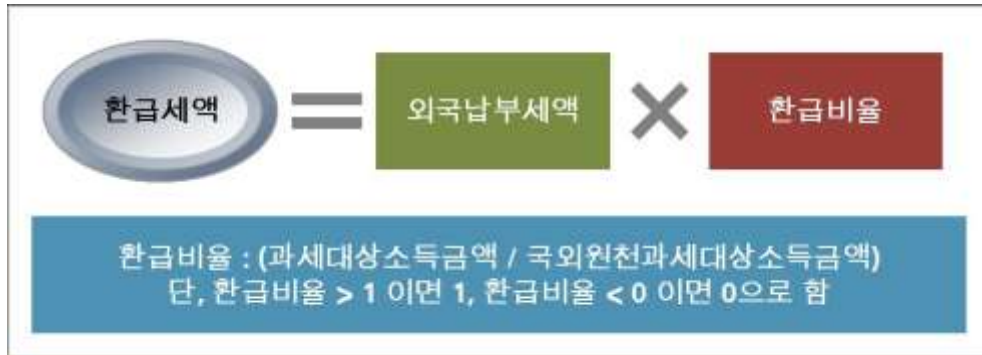 환급세액 = 외국납부세액 × 환급비율
환급비율 : (과세대상소득금액 / 국외원천과세대상소득금액)
단, 환급비율 > 1 이면 1, 환급비율 < 0 이면 0으로 함